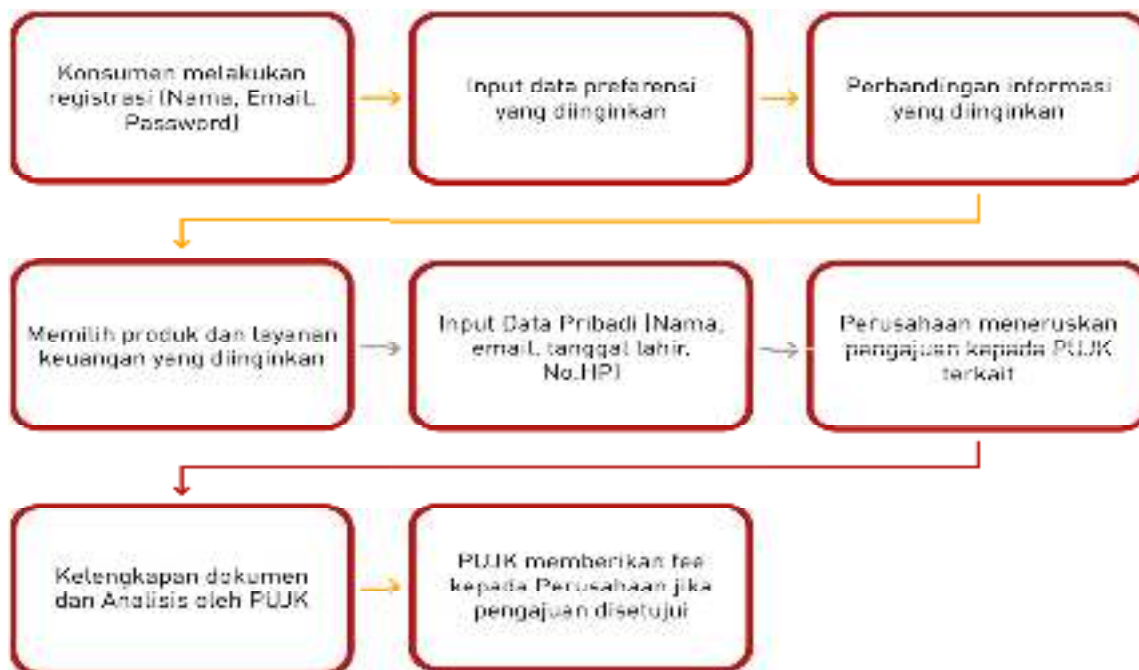 Konsumen melakukan
registrasi (Nama, Email,
Password)
Input data preferensi
yang diinginkan
Perbandingan informasi
yang diinginkan
Memilih produk dan layanan
keuangan yang diinginkan
Input Data Pribadi (Nama,
email, tanggal lahir,
No.HP)
Perusahaan meneruskan
pengajuan kepada PUJK
terkait
Kelengkapan dokumen
dan Analisis oleh PUJK
PUJK memberikan fee
kepada Perusahaan jika
pengajuan disetujui